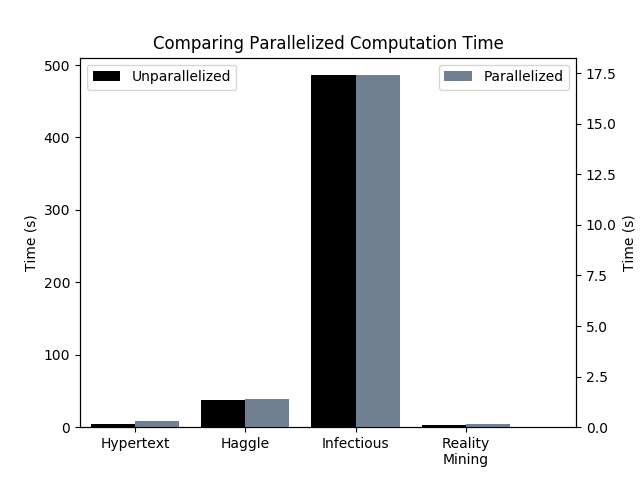 Comparing Parallelized Computation Time
Unparallelized
Parallelized
500
400
300
200
100
0
Time (s)
17.5
15.0
12.5
10.0
7.5
5.0
2.5
0.0
Time (s)
Hypertext
Haggle
Infectious
Reality
Mining